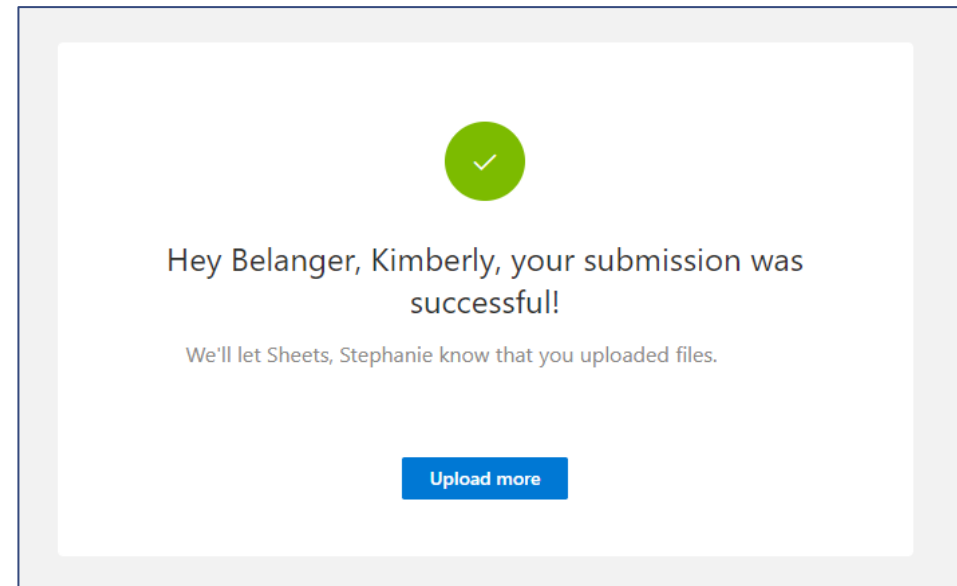 Hey Belanger, Kimberly, your submission was
successful!
We'll let Sheets, Stephanie know that you uploaded files.
Upload more